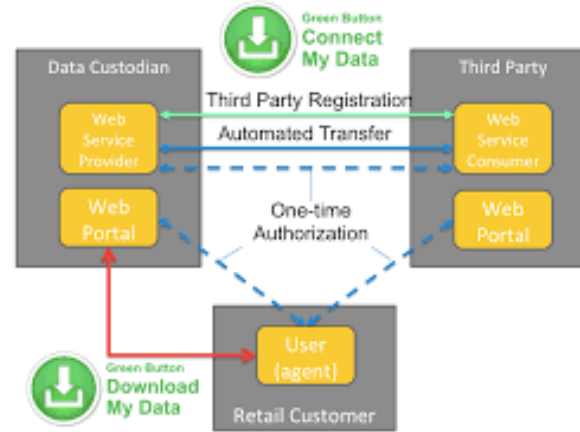 Green Button
Connect
My Data
Data Custodian
Third Party
Third Party Registration
Web
Service
Provider
Automated Transfer
Web
Service
Consumer
Web
Portal
One-time
Authorization
Web
Portal
User
(agent)
Green Button
Download
My Data
Retail Customer